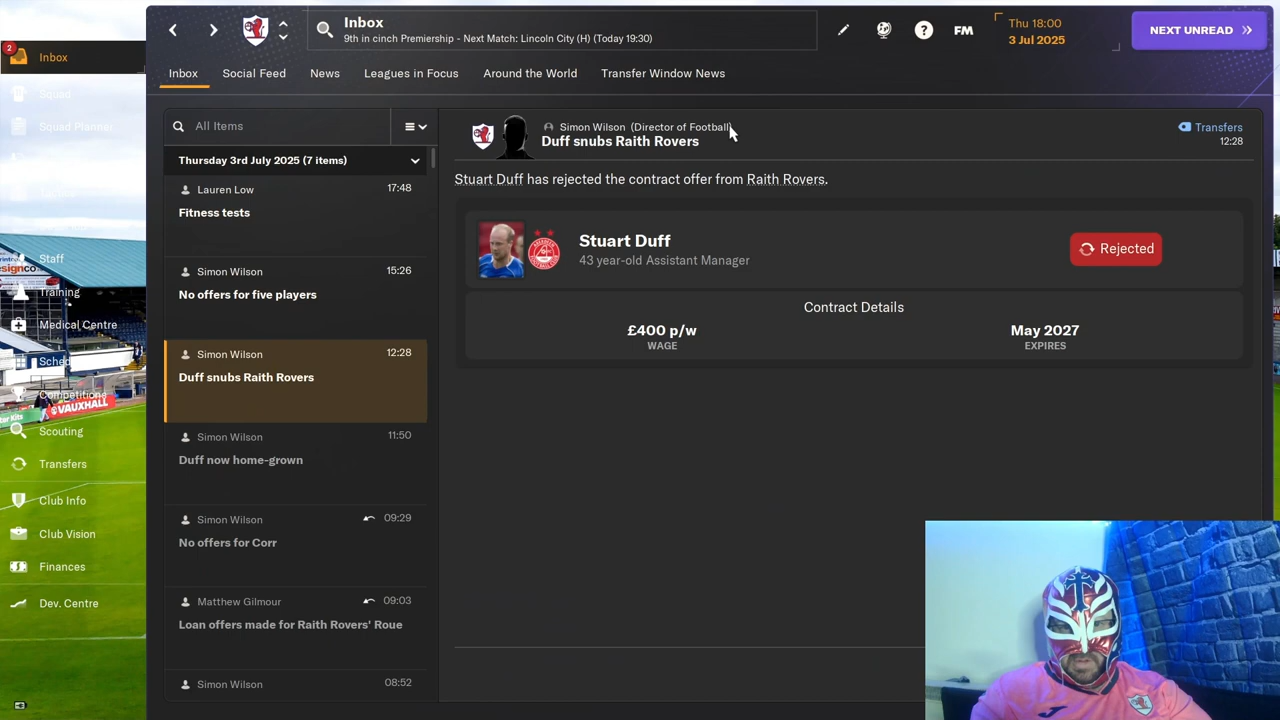 Inbox
9th in cinch Premiership - Next Match: Lincoln City (H) (Today 19:30)
FM
Thu 18:00
3 Jul 2025
NEXT UNREAD
2
Inbox
Squad
Squad Planner
Staff
Training
Medical Centre
Sched
Competitions
VAUXHALL
Scouting
Transfers
Club Info
Club Vision
Finances
Dev. Centre
Inbox
Social Feed
News
Leagues in Focus
Around the World
Transfer Window News
All Items
Thursday 3rd July 2025 (7 items)
Lauren Low 17:48
Fitness tests
Simon Wilson 15:26
No offers for five players
Simon Wilson 12:28
Duff snubs Raith Rovers
Simon Wilson 11:50
Duff now home-grown
Simon Wilson 09:29
No offers for Corr
Matthew Gilmour 09:03
Loan offers made for Raith Rovers' Roue
Simon Wilson 08:52
Simon Wilson (Director of Football)
Duff snubs Raith Rovers
Transfers
12:28
Stuart Duff has rejected the contract offer from Raith Rovers.
Stuart Duff
43 year-old Assistant Manager
Rejected
Contract Details
£400 p/w
WAGE
May 2027
EXPIRES